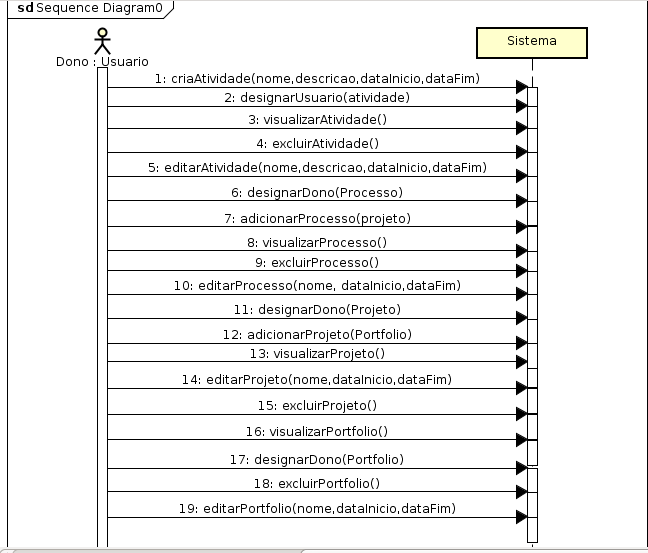 sd Sequence Diagram0
Dono : Usuario
Sistema
1: criaAtividade(nome,descricao,dataInicio,dataFim)
2: designarUsuario(atividade)
3: visualizarAtividade()
4: excluirAtividade()
5: editarAtividade(nome,descricao,dataInicio,dataFim)
6: designarDono(Processo)
7: adicionarProcesso(projeto)
8: visualizarProcesso()
9: excluirProcesso()
10: editarProcesso(nome, dataInicio,dataFim)
11: designarDono(Projeto)
12: adicionarProjeto(Portfolio)
13: visualizarProjeto()
14: editarProjeto(nome,dataInicio,dataFim)
15: excluirProjeto()
16: visualizarPortfolio()
17: designarDono(Portfolio)
18: excluirPortfolio()
19: editarPortfolio(nome,dataInicio,dataFim)